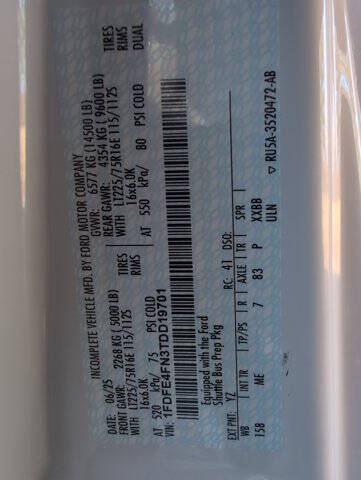 INCOMPLETE VEHICLE MFD. BY FORD MOTOR COMPANY
DATE: 06/25 GVWR: 6577 KG (14500 LB)
FRONT GAWR: 2268 KG (5000 LB) REAR GAWR: 4354 KG (9600 LB)
WITH LT225/75R16E 115/112S TIRES WITH LT225/75R16E 115/112S TIRES
16x6.0K RIMS 16x6.0K RIMS
AT 520 kPa/ 75 PSI COLD AT 550 kPa/ 80 PSI COLD DUAL
VIN: 1FDFE4FN3TDD19701
Equipped with the Ford
Shuttle Bus Prep Pkg
EXT PNT: YZ RC: 41 DSO:
WB INTR TP/PS R AXLE TR SPR
158 ME 7 83 P XXBB
ULN
▽ RU5A-3520472-AB